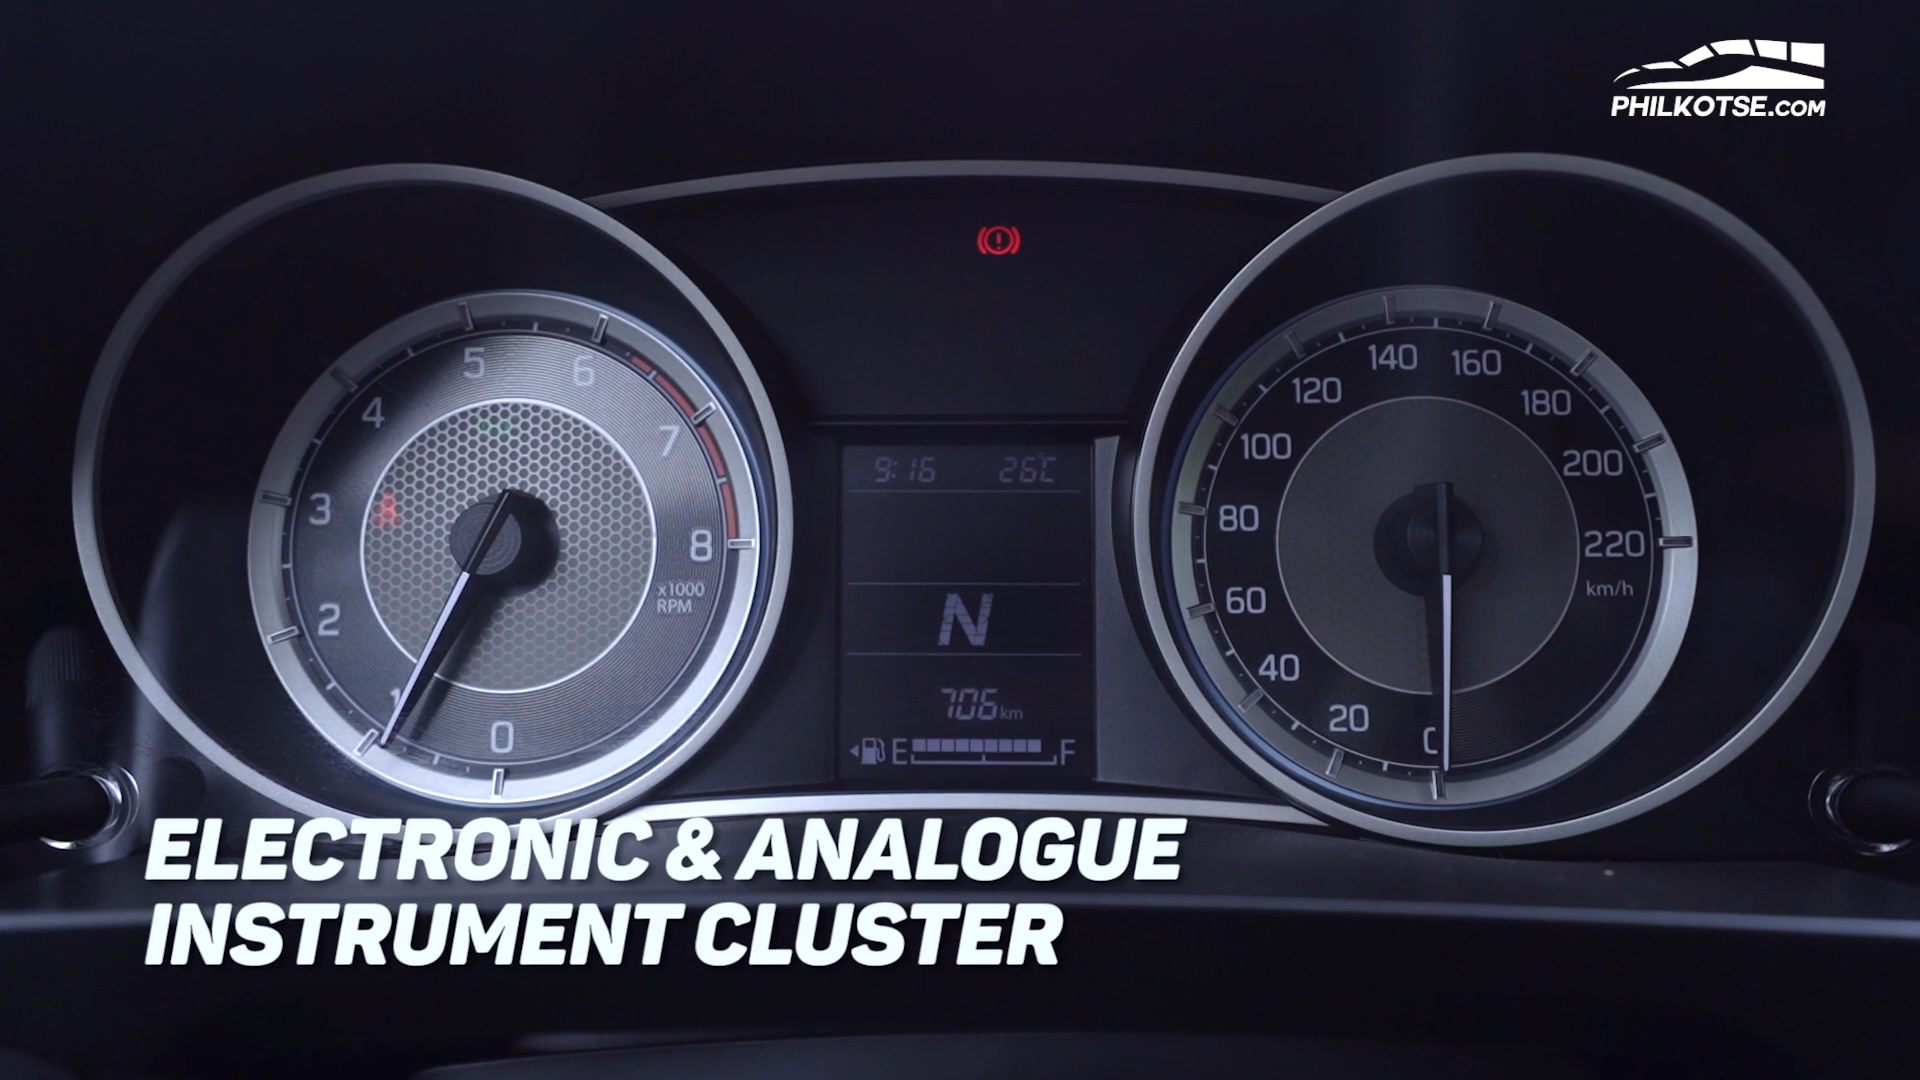 PHILKOTSE.COM
0
1
2
3
4
5
6
7
8
x1000
RPM
9:16 26°C
N
706 km
E F
0
20
40
60
80
100
120
140
160
180
200
220
km/h
ELECTRONIC & ANALOGUE
INSTRUMENT CLUSTER